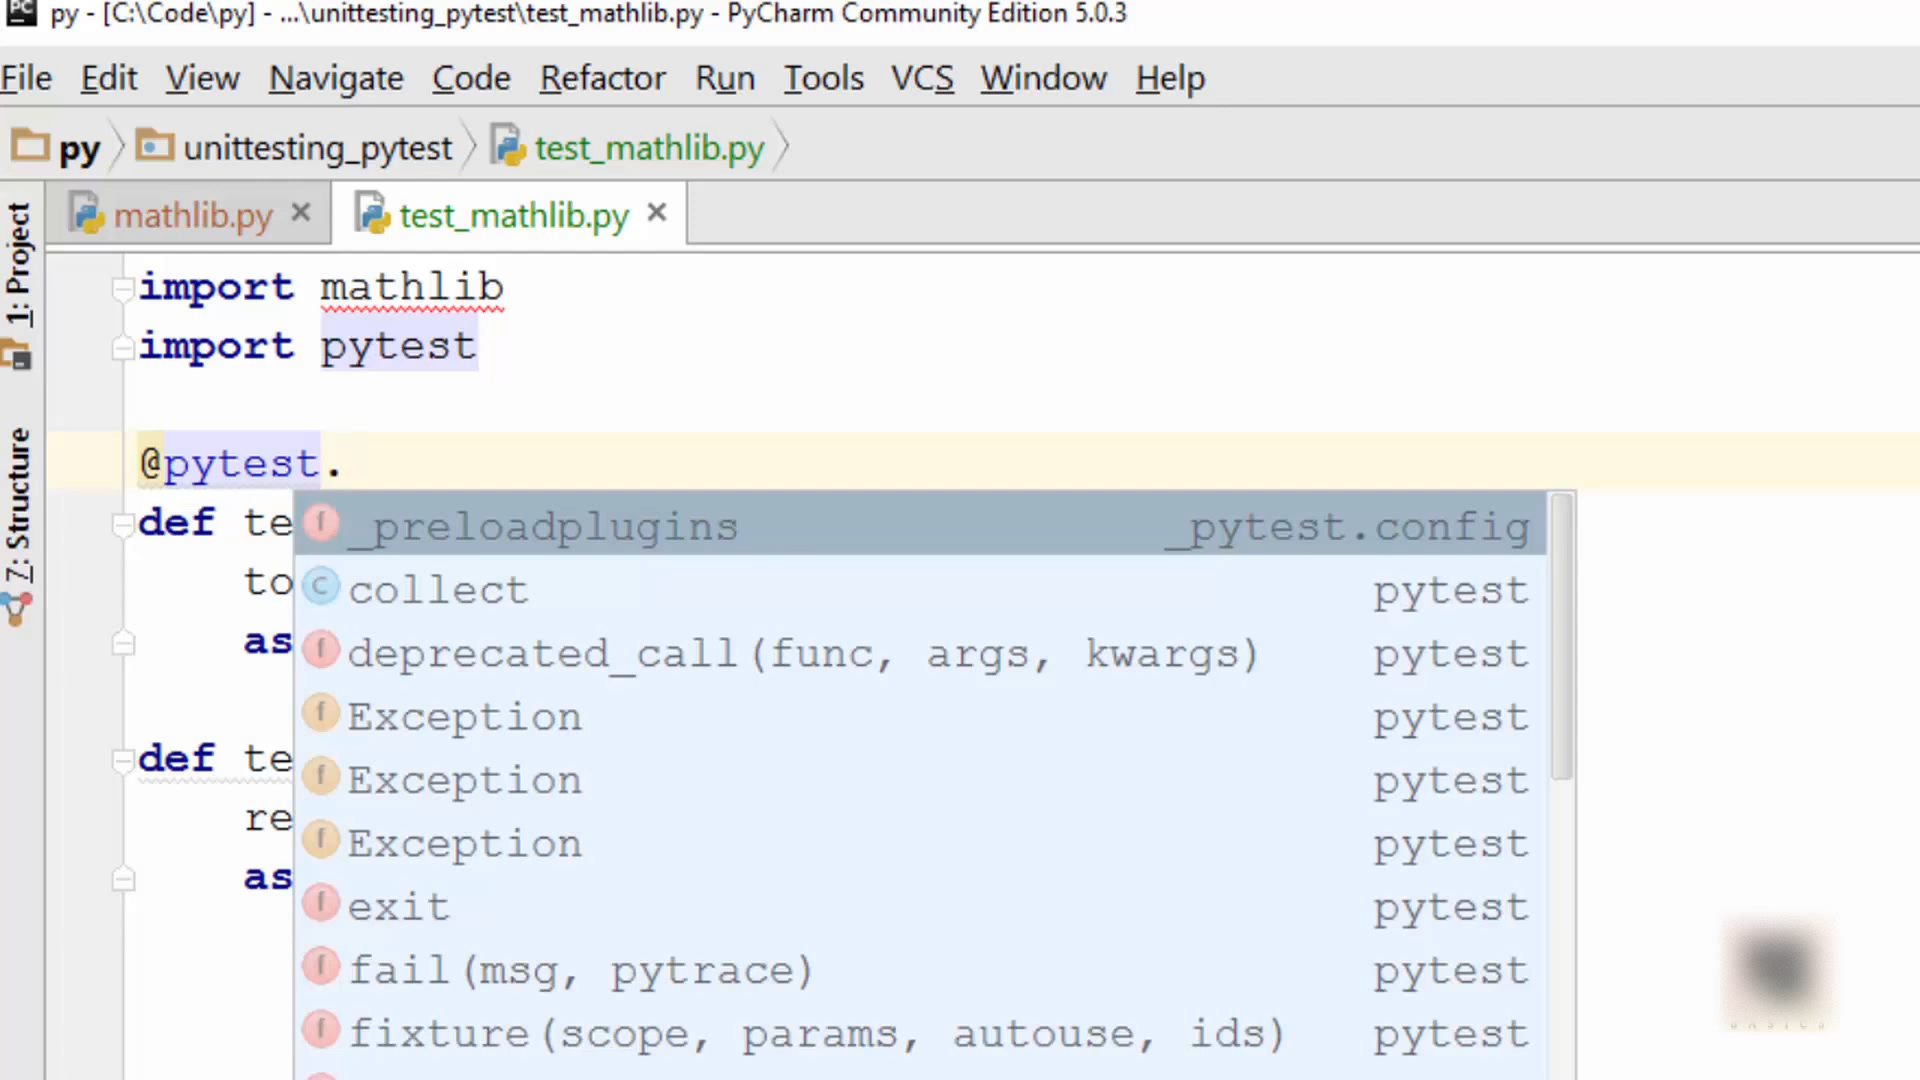 PC py - [C:\Code\py] - ...\unittesting_pytest\test_mathlib.py - PyCharm Community Edition 5.0.3
File Edit View Navigate Code Refactor Run Tools VCS Window Help
py unittesting_pytest test_mathlib.py
1: Project
7: Structure
mathlib.py × test_mathlib.py ×
import mathlib
import pytest
@pytest.
def te
to
as
def te
re
as
f _preloadplugins _pytest.config
c collect pytest
f deprecated_call(func, args, kwargs) pytest
f Exception pytest
f Exception pytest
f Exception pytest
f exit pytest
f fail(msg, pytrace) pytest
f fixture(scope, params, autouse, ids) pytest
BASICS